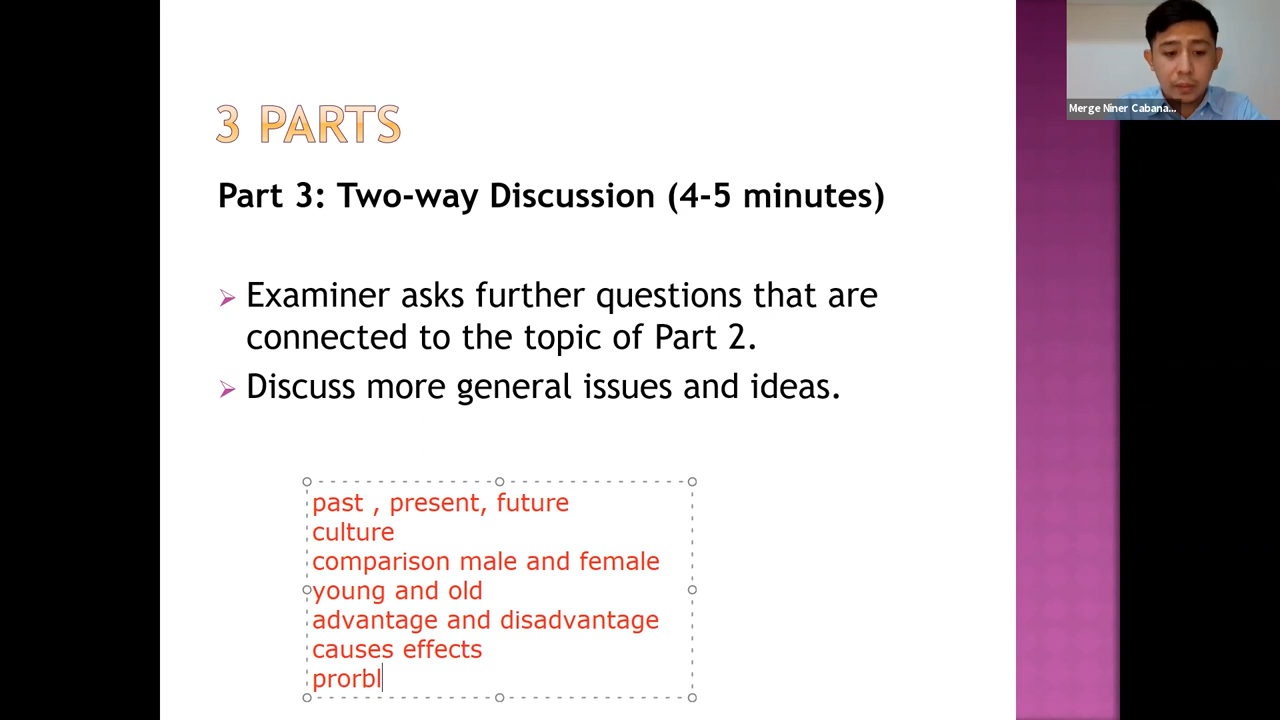 3 PARTS
Merge Niner Cabana...
Part 3: Two-way Discussion (4-5 minutes)
Examiner asks further questions that are
connected to the topic of Part 2.
Discuss more general issues and ideas.
past , present, future
culture
comparison male and female
young and old
advantage and disadvantage
causes effects
prorbl